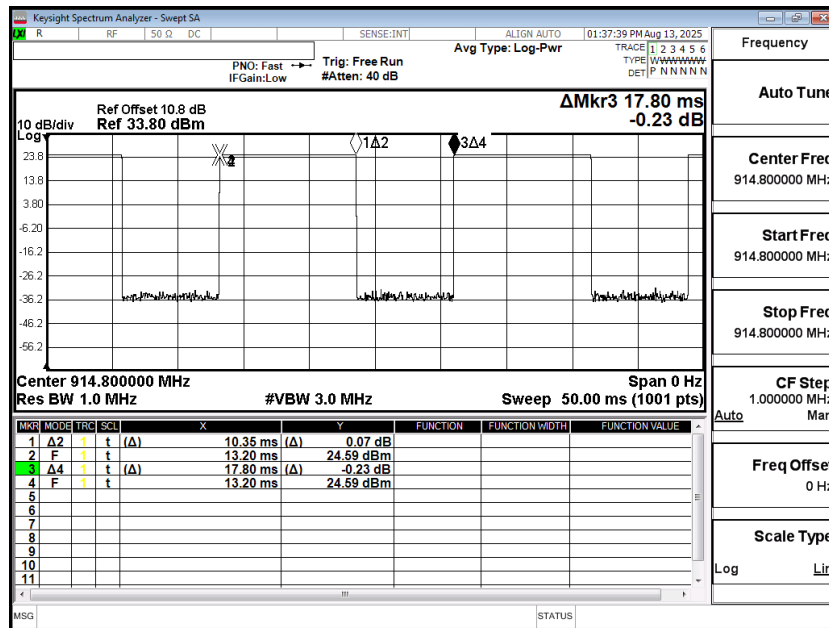 Keysight Spectrum Analyzer - Swept SA
LXI R RF 50 Ω DC SENSE:INT ALIGN AUTO 01:37:39 PM Aug 13, 2025
PNO: Fast IFGain:Low
Trig: Free Run
#Atten: 40 dB
Avg Type: Log-Pwr
TRACE 1 2 3 4 5 6
TYPE WWWWWW
DET P N N N N N
Ref Offset 10.8 dB
Ref 33.80 dBm
10 dB/div
Log
ΔMkr3 17.80 ms
-0.23 dB
1Δ2
3Δ4
23.8
13.8
3.80
-6.20
-16.2
-26.2
-36.2
-46.2
-56.2
Center 914.800000 MHz Span 0 Hz
Res BW 1.0 MHz #VBW 3.0 MHz Sweep 50.00 ms (1001 pts)
MKR MODE TRC SCL X Y FUNCTION FUNCTION WIDTH FUNCTION VALUE
1 Δ2 1 t (Δ) 10.35 ms (Δ) 0.07 dB
2 F 1 t 13.20 ms 24.59 dBm
3 Δ4 1 t (Δ) 17.80 ms (Δ) -0.23 dB
4 F 1 t 13.20 ms 24.59 dBm
5
6
7
8
9
10
11
MSG STATUS
Frequency
Auto Tune
Center Freq
914.800000 MHz
Start Freq
914.800000 MHz
Stop Freq
914.800000 MHz
CF Step
1.000000 MHz
Auto Man
Freq Offset
0 Hz
Scale Type
Log Lin